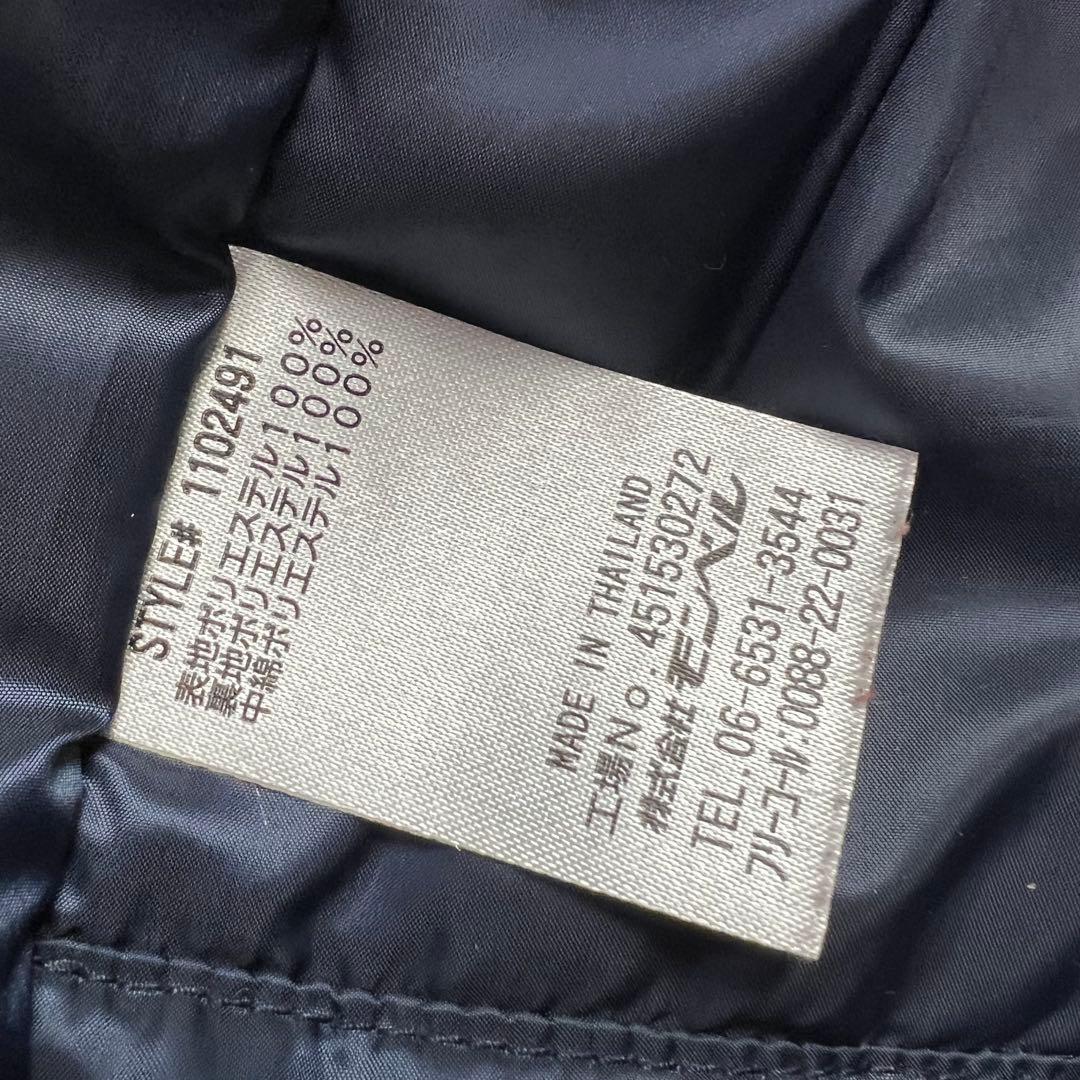 STYLE# 1102491
表地ポリエステル100%
裏地ポリエステル100%
中綿ポリエステル100%
MADE IN THAILAND
工場No:451530272
株式会社モンベル
TEL.06-6531-3544
フリーコール:0088-22-0031